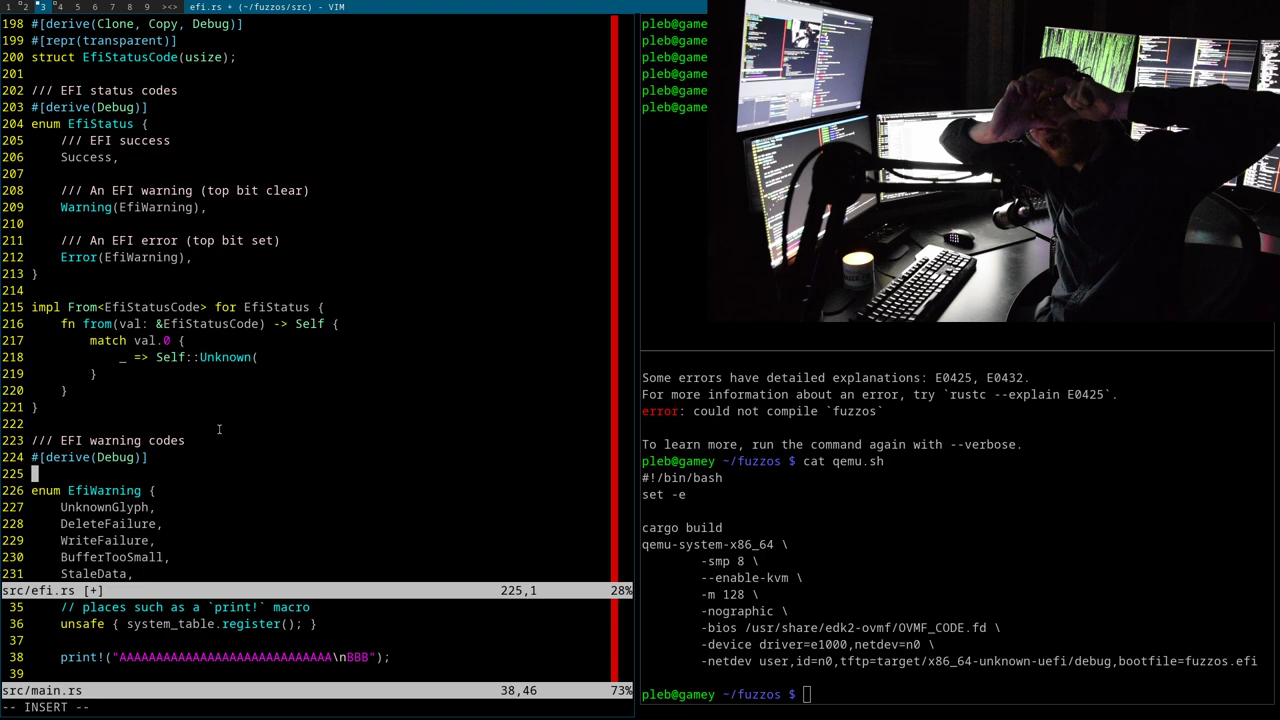 1 2 3 4 5 6 7 8 9 ><> efi.rs + (~/fuzzos/src) - VIM
198 #[derive(Clone, Copy, Debug)]
199 #[repr(transparent)]
200 struct EfiStatusCode(usize);
201
202 /// EFI status codes
203 #[derive(Debug)]
204 enum EfiStatus {
205     /// EFI success
206     Success,
207
208     /// An EFI warning (top bit clear)
209     Warning(EfiWarning),
210
211     /// An EFI error (top bit set)
212     Error(EfiWarning),
213 }
214
215 impl From<EfiStatusCode> for EfiStatus {
216     fn from(val: &EfiStatusCode) -> Self {
217         match val.0 {
218             _ => Self::Unknown(
219         }
220     }
221 }
222
223 /// EFI warning codes
224 #[derive(Debug)]
225
226 enum EfiWarning {
227     UnknownGlyph,
228     DeleteFailure,
229     WriteFailure,
230     BufferTooSmall,
231     StaleData,
src/efi.rs [+] 225,1 28%
35     // places such as a `print!` macro
36     unsafe { system_table.register(); }
37
38     print!("AAAAAAAAAAAAAAAAAAAAAAAAAAAAA\nBBB");
39
src/main.rs 38,46 73%
-- INSERT --
pleb@game
pleb@game
pleb@game
pleb@game
pleb@game
pleb@game
Some errors have detailed explanations: E0425, E0432.
For more information about an error, try `rustc --explain E0425`.
error: could not compile `fuzzos`
To learn more, run the command again with --verbose.
pleb@gamey ~/fuzzos $ cat qemu.sh
#!/bin/bash
set -e
cargo build
qemu-system-x86_64 \
        -smp 8 \
        --enable-kvm \
        -m 128 \
        -nographic \
        -bios /usr/share/edk2-ovmf/OVMF_CODE.fd \
        -device driver=e1000,netdev=n0 \
        -netdev user,id=n0,tftp=target/x86_64-unknown-uefi/debug,bootfile=fuzzos.efi
pleb@gamey ~/fuzzos $